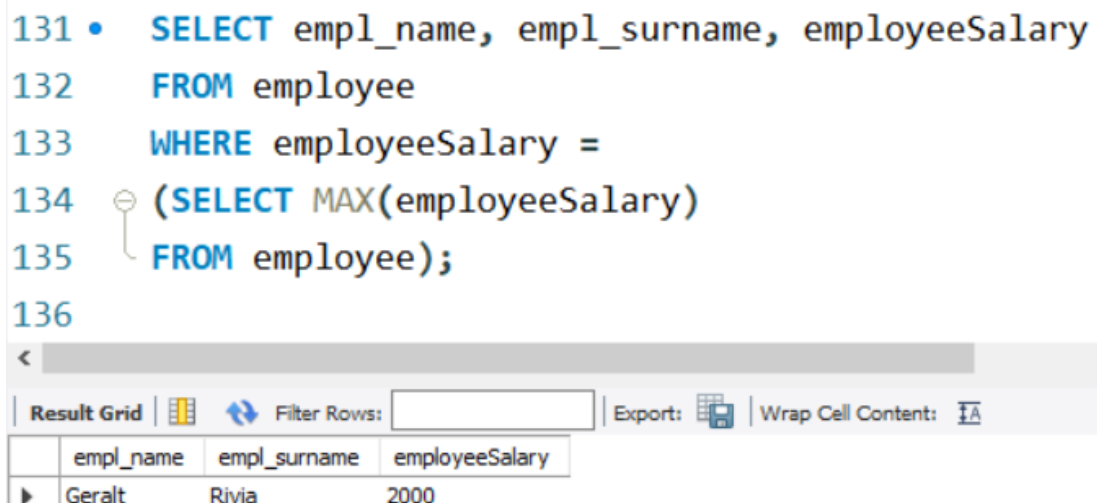 131 SELECT empl_name, empl_surname, employeeSalary
132 FROM employee
133 WHERE employeeSalary =
134 (SELECT MAX(employeeSalary)
135 FROM employee);
136
Result Grid Filter Rows: Export: Wrap Cell Content: IA
empl_name empl_surname employeeSalary
Geralt Rivia 2000